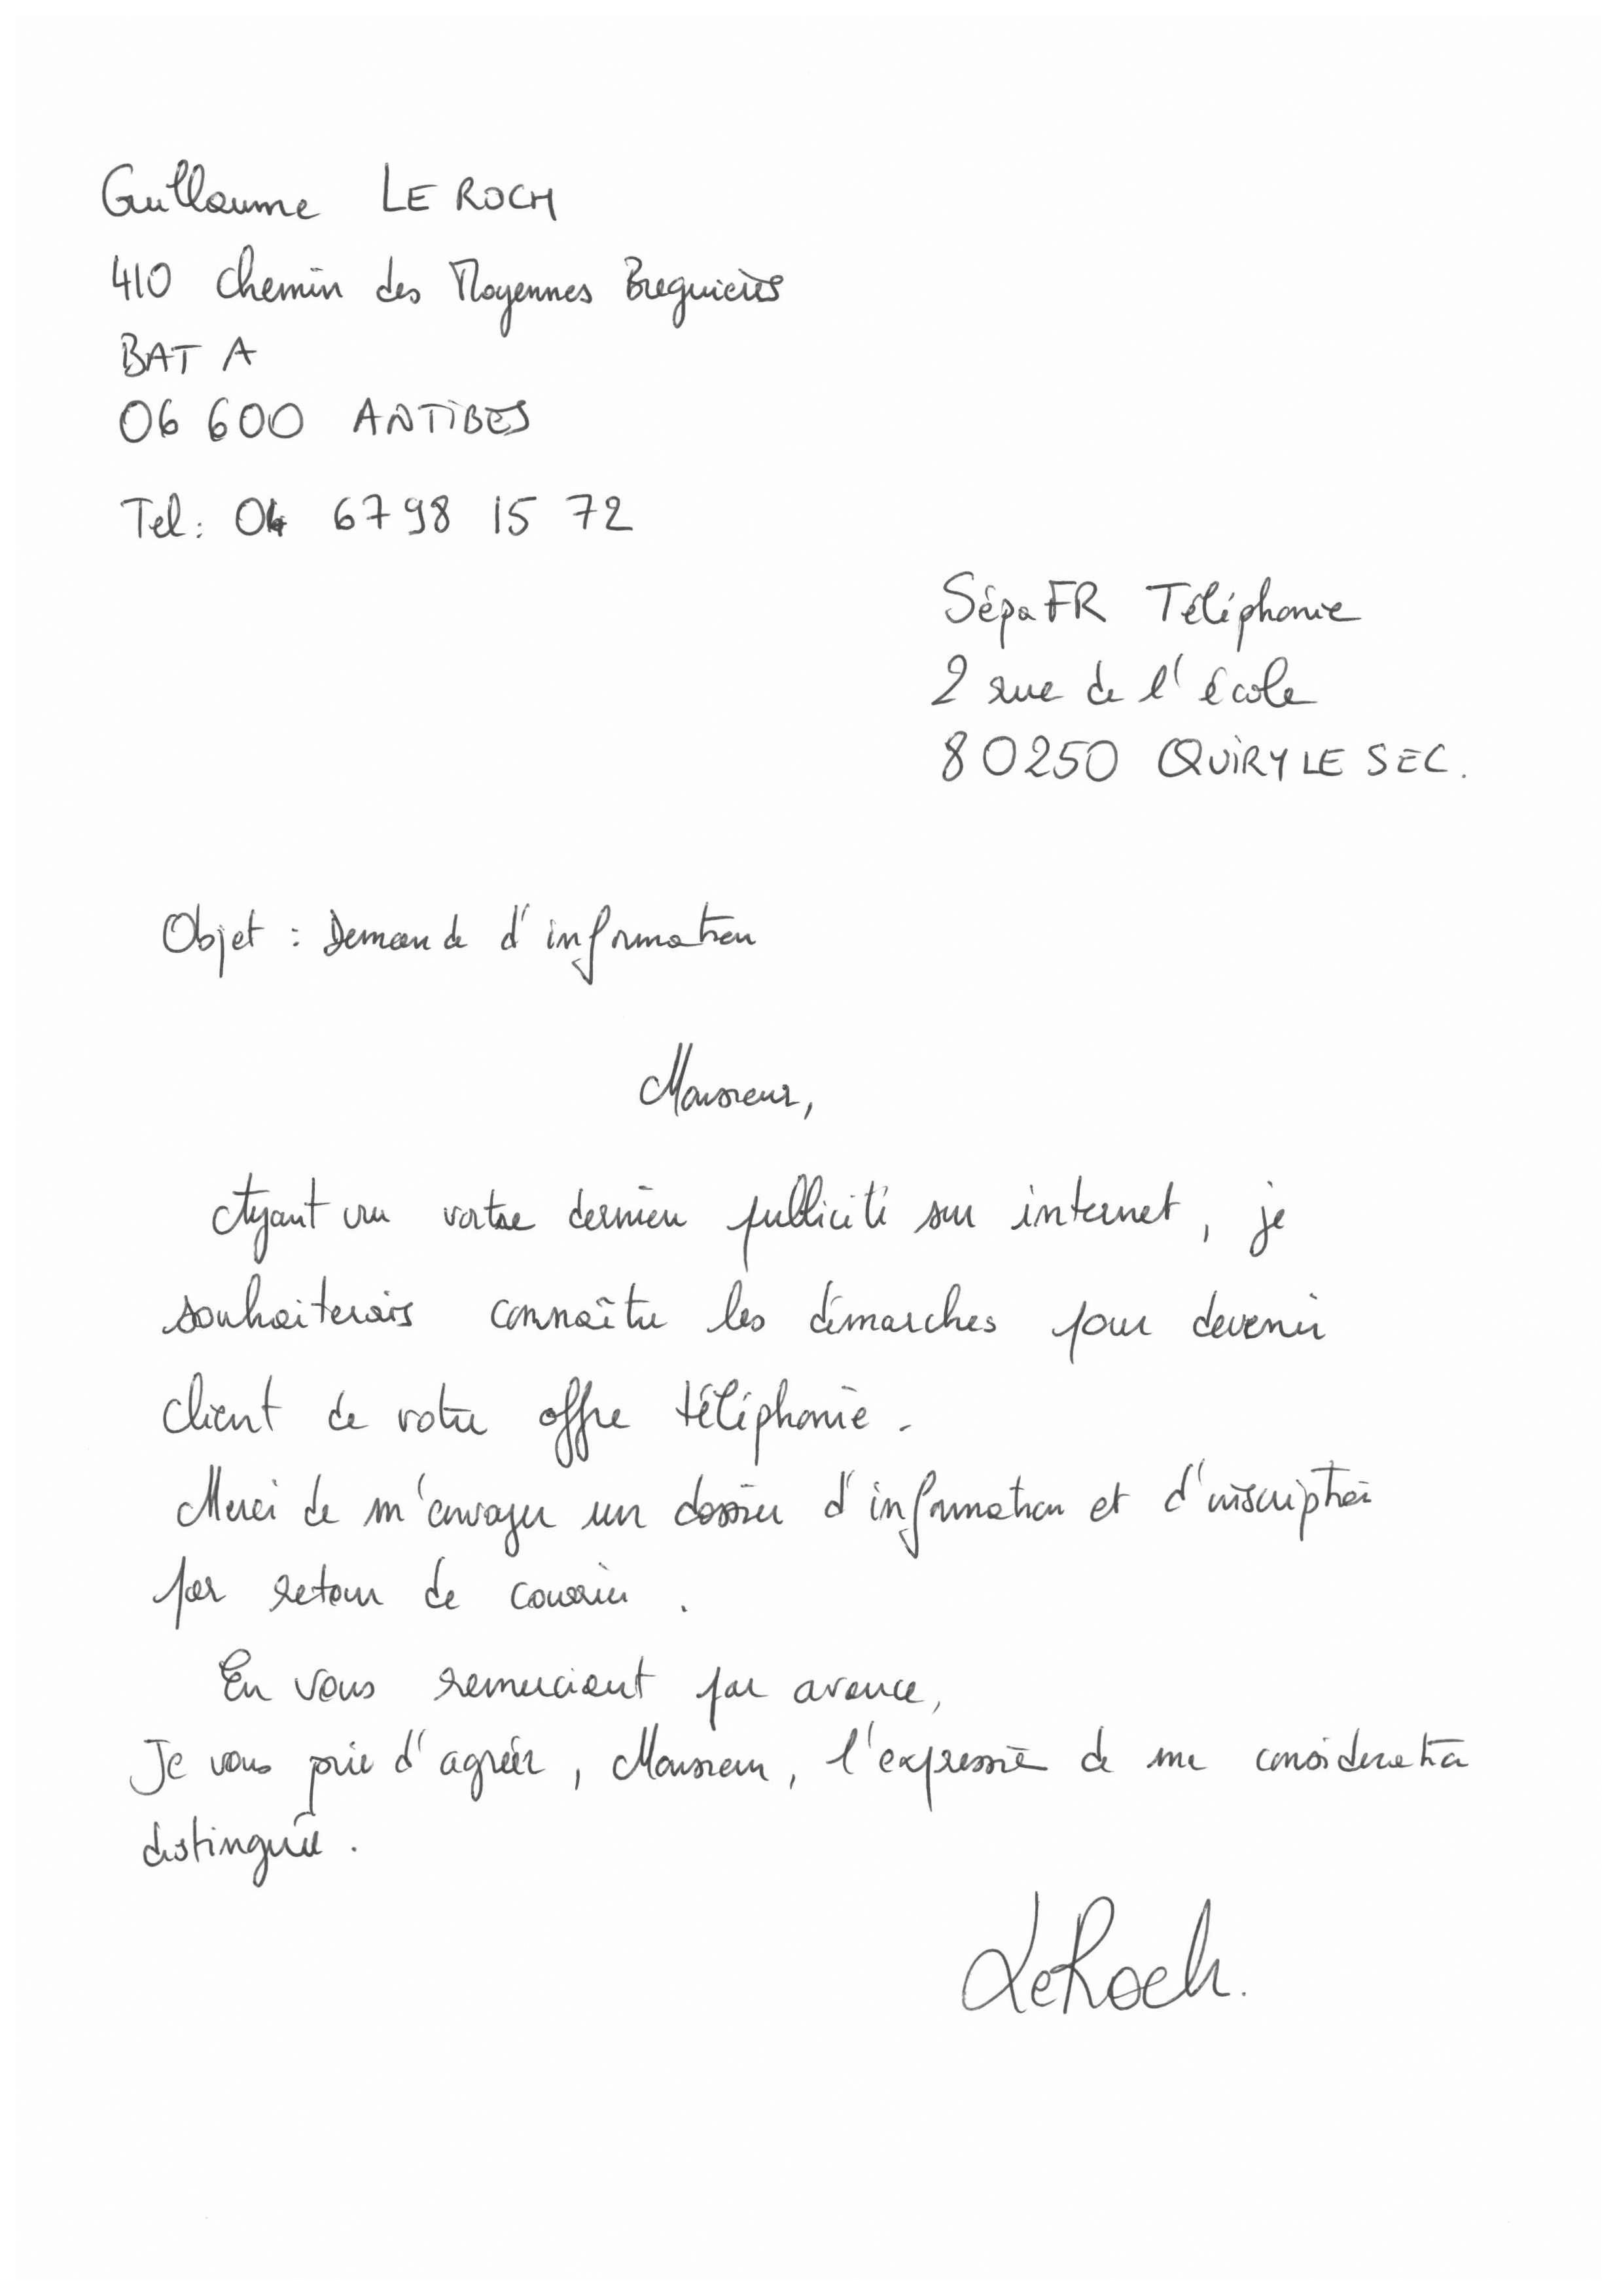 Guillaume LE ROCH
410 chemin des Moyennes Breguières
BAT A
06 600 ANTIBES
Tel: 04 67 98 15 72
SépaFR Téléphonie
2 rue de l'école
80250 QUIRY LE SEC.
Objet : Demande d'information
Monsieur,
Ayant vu votre dernièr publicité sur internet, je
souhaiterais connaître les démarches pour devenir
client de votre offre téléphonie.
Merci de m'envoyer un dossier d'information et d'inscription
par retour de courrier.
En vous remerciant par avance,
Je vous prie d'agréer, Monsieur, l'expression de ma considération
distinguée.
LeRoch.